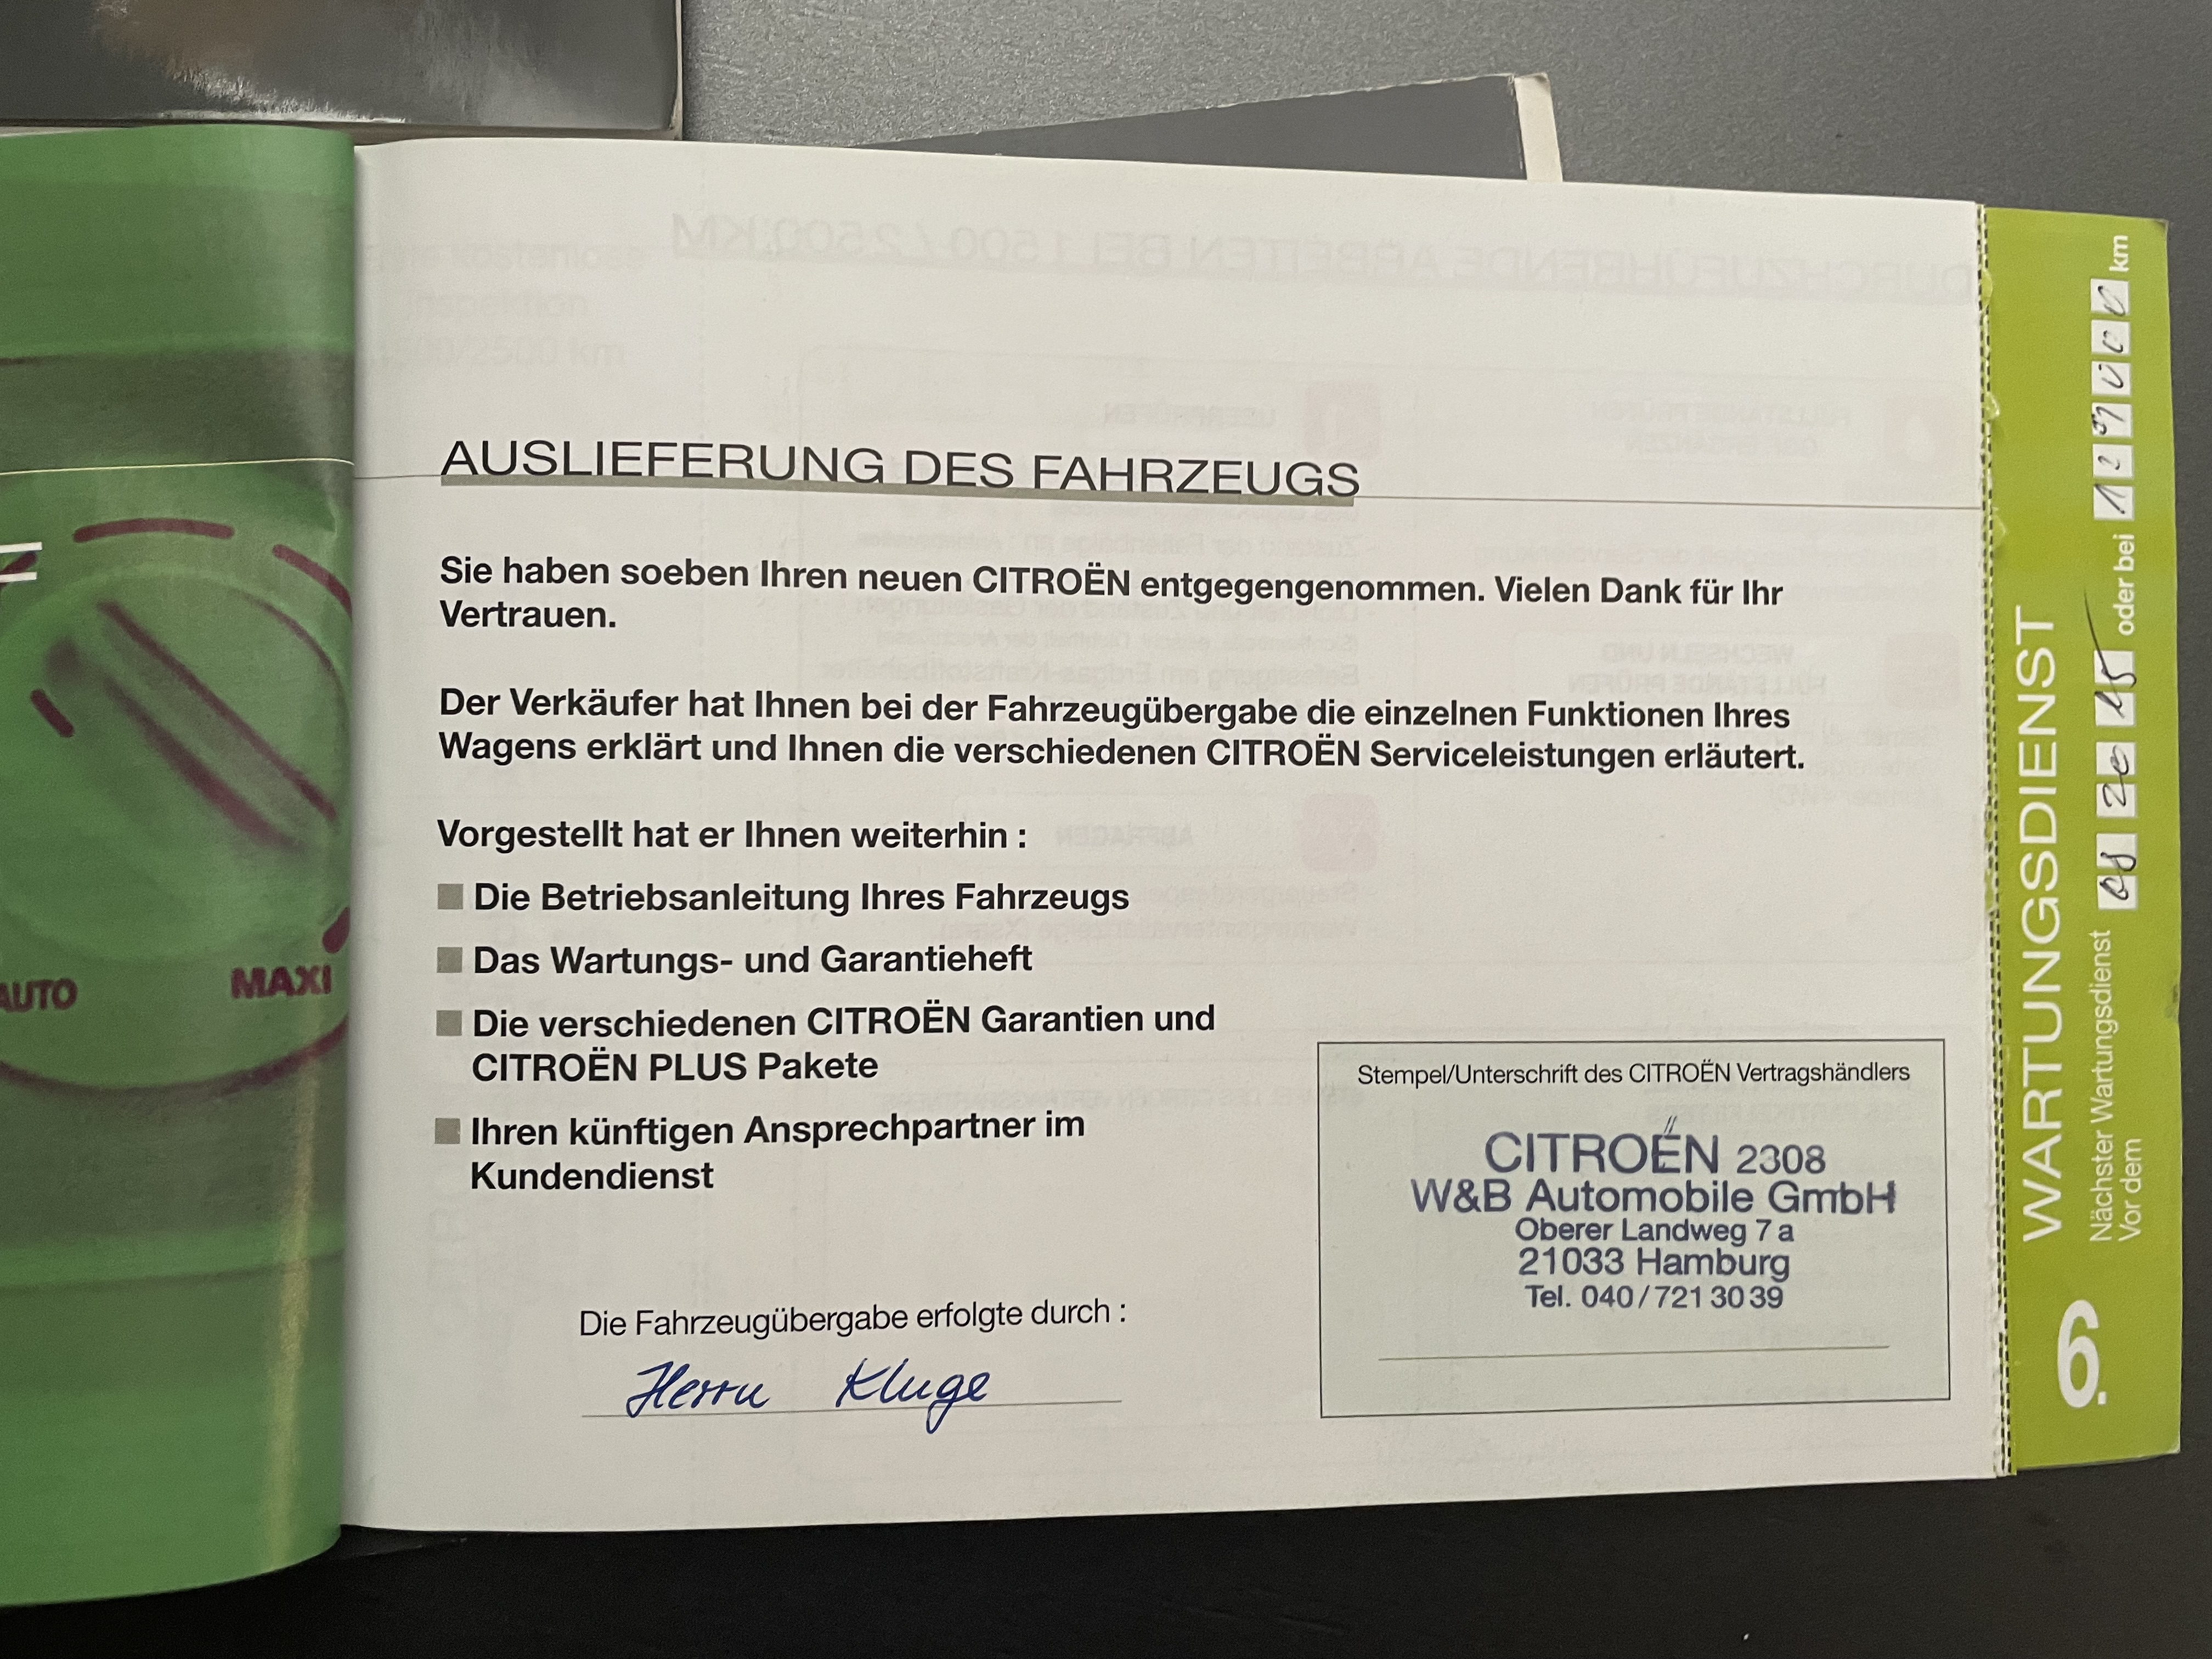 AUSLIEFERUNG DES FAHRZEUGS
Sie haben soeben Ihren neuen CITROËN entgegengenommen. Vielen Dank für Ihr
Vertrauen.
Der Verkäufer hat Ihnen bei der Fahrzeugübergabe die einzelnen Funktionen Ihres
Wagens erklärt und Ihnen die verschiedenen CITROËN Serviceleistungen erläutert.
Vorgestellt hat er Ihnen weiterhin :
Die Betriebsanleitung Ihres Fahrzeugs
Das Wartungs- und Garantieheft
Die verschiedenen CITROËN Garantien und
CITROËN PLUS Pakete
Ihren künftigen Ansprechpartner im
Kundendienst
Die Fahrzeugübergabe erfolgte durch :
Herrn Kluge
Stempel/Unterschrift des CITROËN Vertragshändlers
CITROËN 2308
W&B Automobile GmbH
Oberer Landweg 7 a
21033 Hamburg
Tel. 040/721 30 39
AUTO
MAXI
6.
WARTUNGSDIENST
Nächster Wartungsdienst
Vor dem
oder bei
km